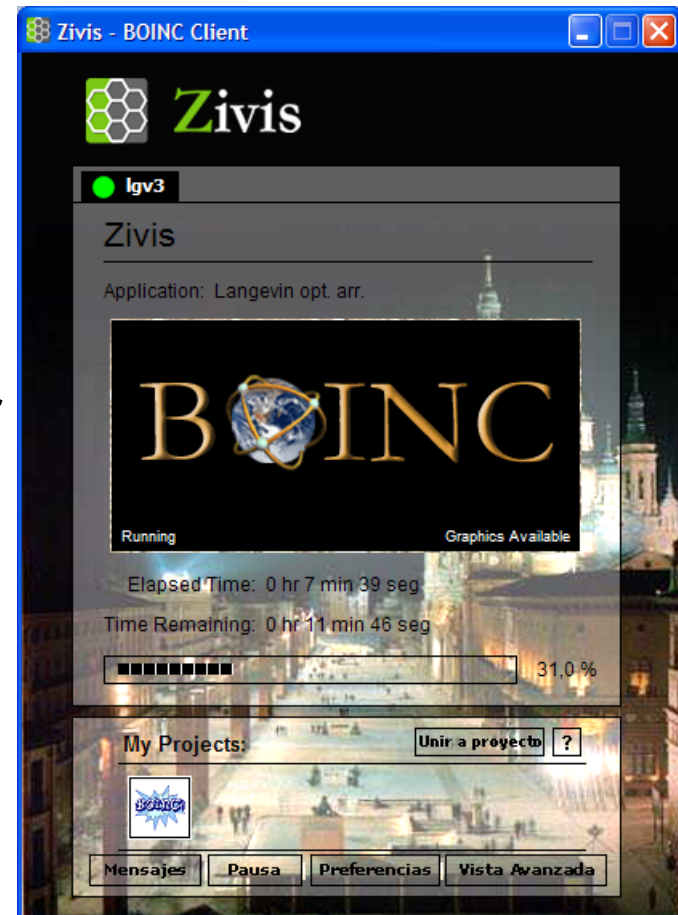 Zivis - BOINC Client
Zivis
lgv3
Zivis
Application: Langevin opt. arr.
BOINC
Running Graphics Available
Elapsed Time: 0 hr 7 min 39 seg
Time Remaining: 0 hr 11 min 46 seg
31,0 %
My Projects: Unir a proyecto ?
BOINC!
Mensajes Pausa Preferencias Vista Avanzada